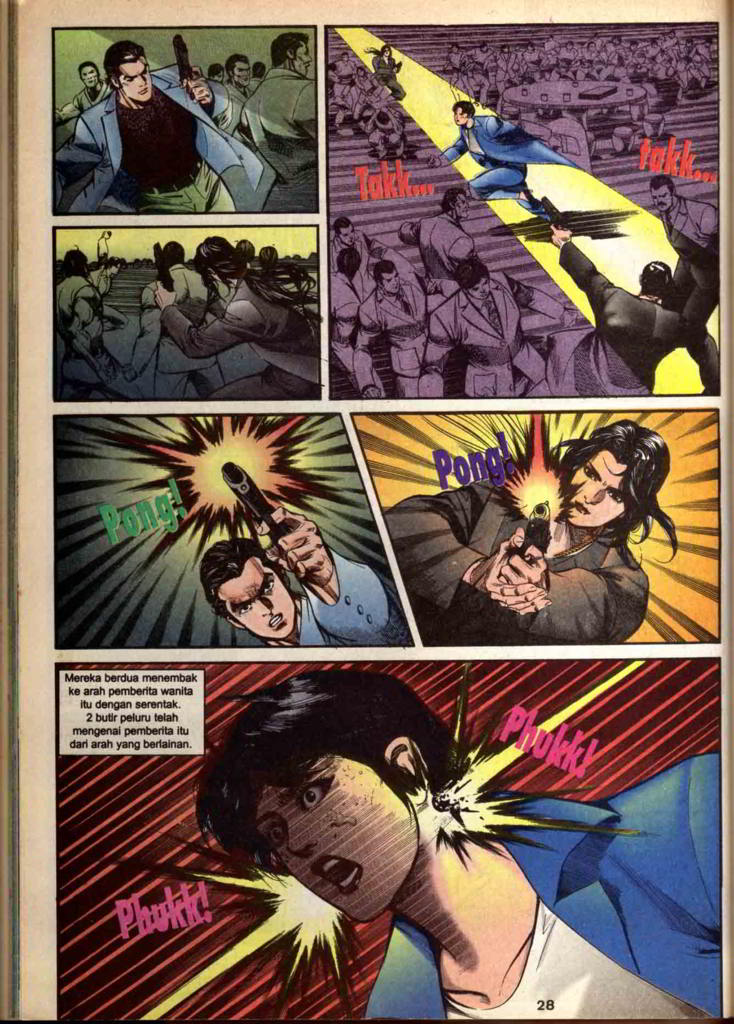 Takk...
takk...
Pong!
Pong!
Mereka berdua menembak
ke arah pemberita wanita
itu dengan serentak.
2 butir peluru telah
mengenai pemberita itu
dari arah yang berlainan.
Phukk!
Phukk!
28